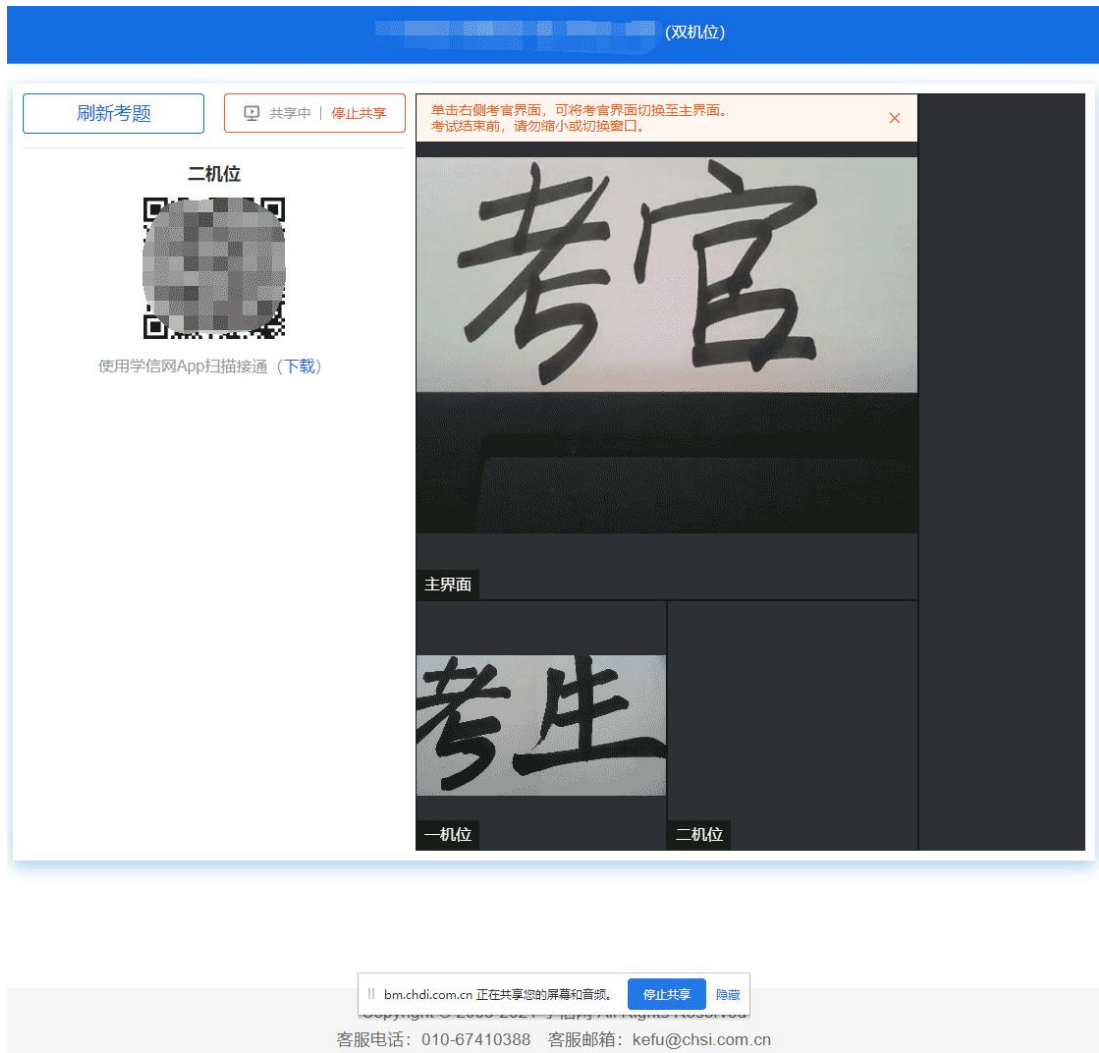 (双机位)
刷新考题
共享中 | 停止共享
二机位
使用学信网App扫描接通（下载）
单击右侧考官界面，可将考官界面切换至主界面。
考试结束前，请勿缩小或切换窗口。
考官
主界面
考生
一机位
二机位
bm.chdi.com.cn 正在共享您的屏幕和音频。
停止共享
隐藏
客服电话：010-67410388 客服邮箱：kefu@chsi.com.cn